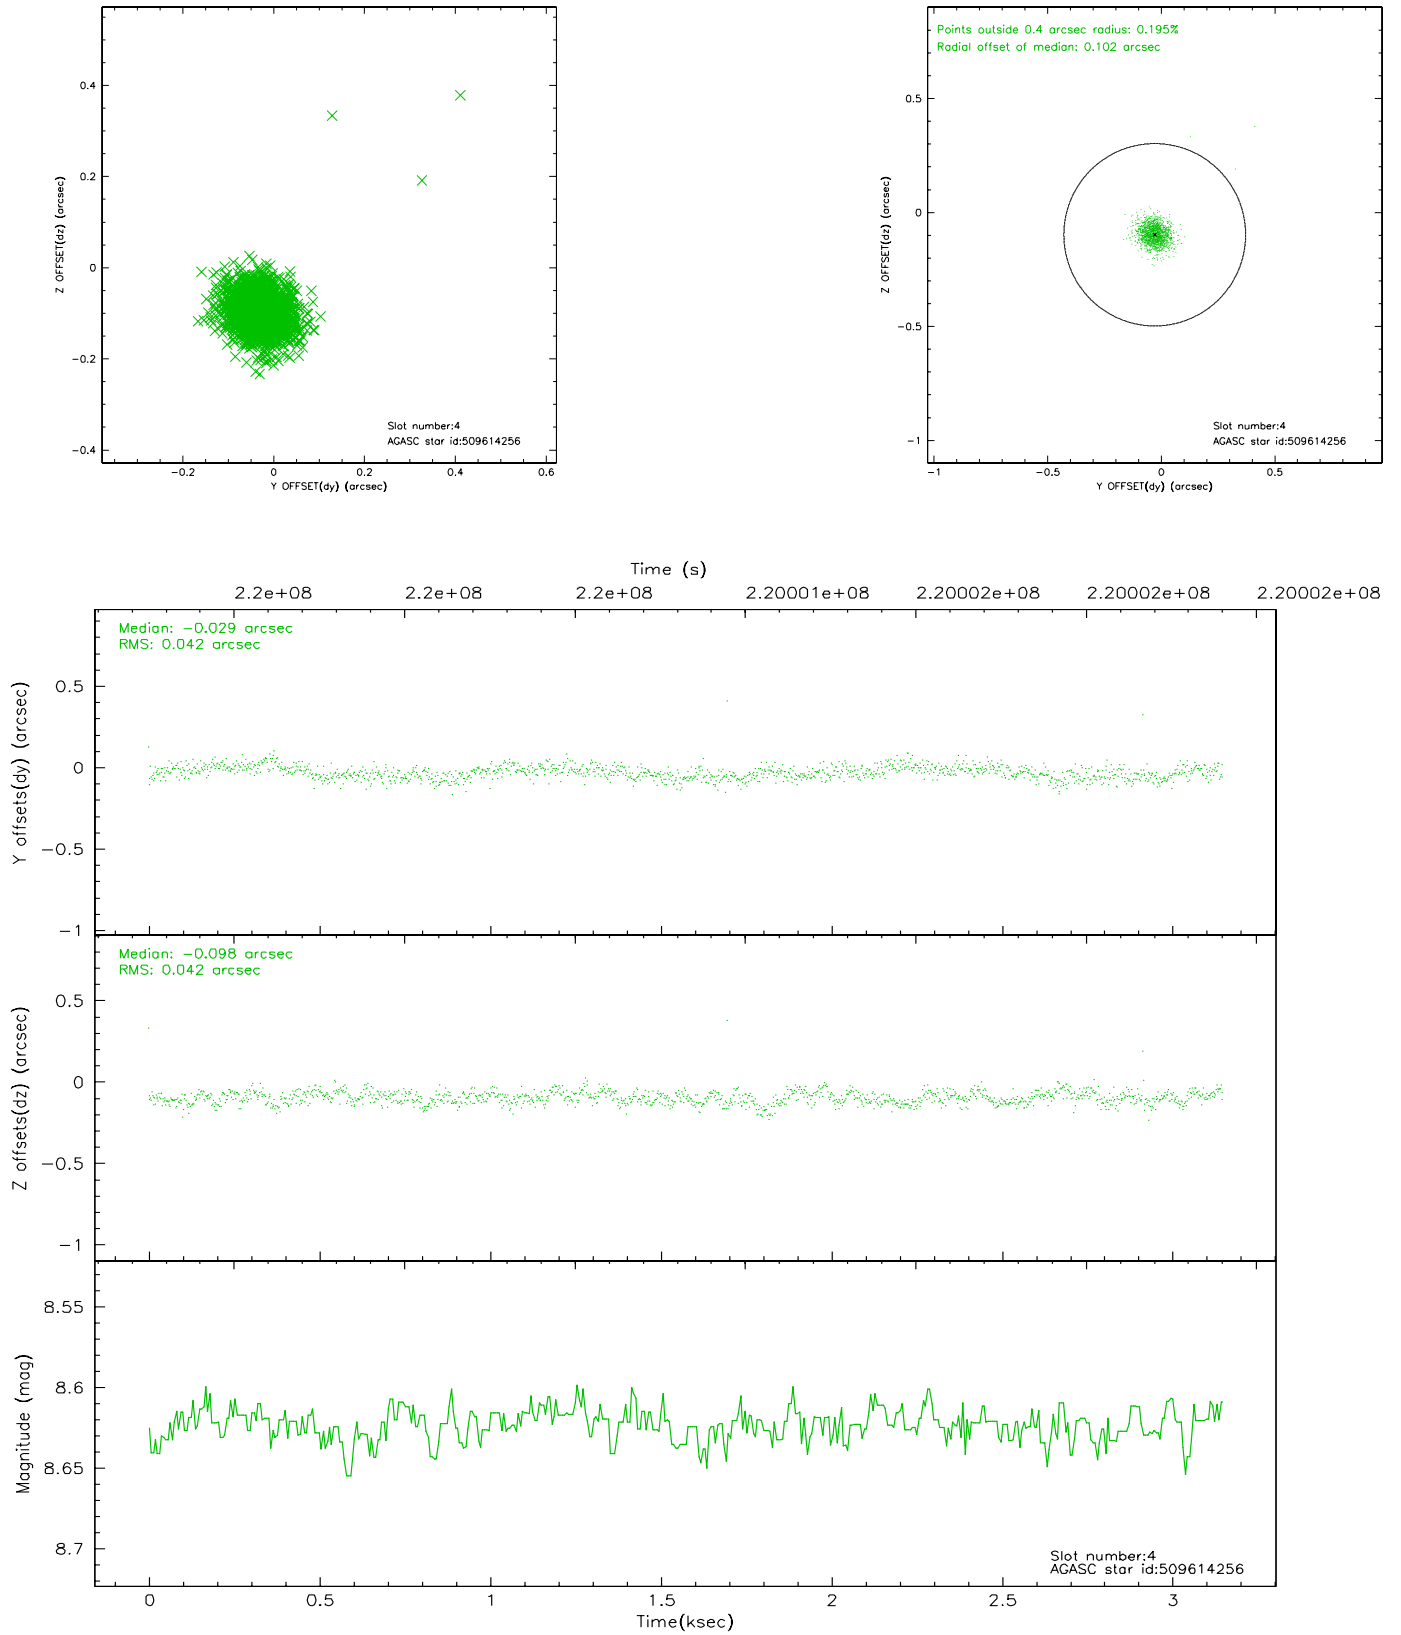 0.4
0.2
0
−0.2
−0.4
Z OFFSET(dz) (arcsec)
Slot number:4
AGASC star id:509614256
−0.2 0 0.2 0.4 0.6
Y OFFSET(dy) (arcsec)
Points outside 0.4 arcsec radius: 0.195%
Radial offset of median: 0.102 arcsec
0.5
0
−0.5
−1
Z OFFSET(dz) (arcsec)
Slot number:4
AGASC star id:509614256
−1 −0.5 0 0.5
Y OFFSET(dy) (arcsec)
Time (s)
2.2e+08 2.2e+08 2.2e+08 2.20001e+08 2.20002e+08 2.20002e+08 2.20002e+08
Median: −0.029 arcsec
RMS: 0.042 arcsec
0.5
0
−0.5
−1
Y offsets(dy) (arcsec)
Median: −0.098 arcsec
RMS: 0.042 arcsec
0.5
0
−0.5
−1
Z offsets(dz) (arcsec)
8.55
8.6
8.65
8.7
Magnitude (mag)
Slot number:4
AGASC star id:509614256
0 0.5 1 1.5 2 2.5 3
Time(ksec)